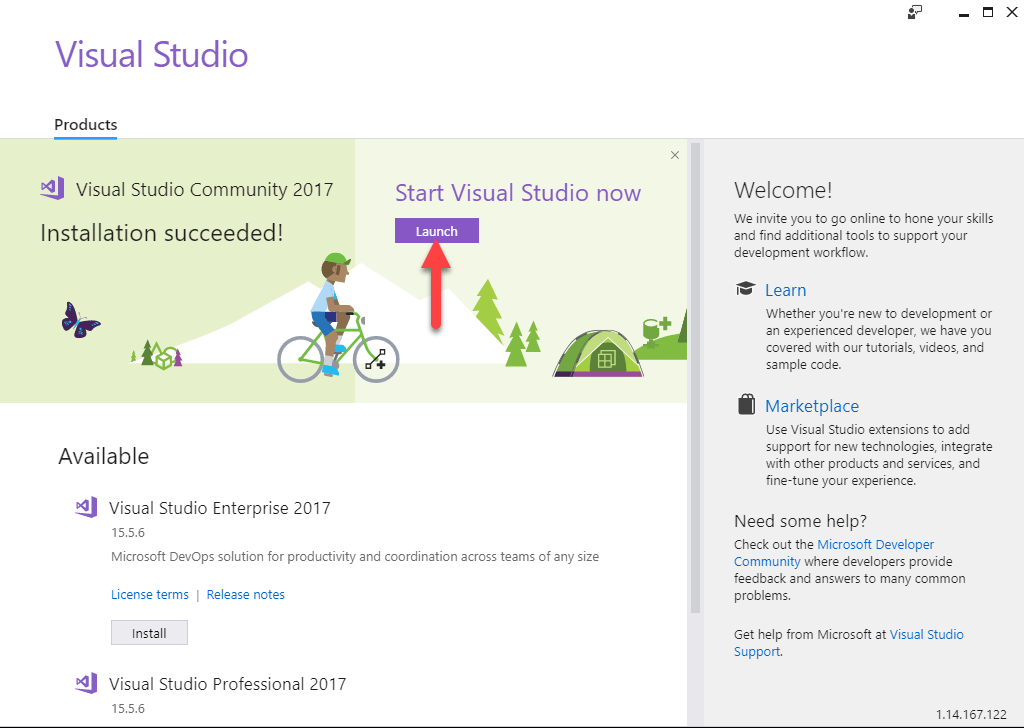 Visual Studio
Products
Visual Studio Community 2017
Installation succeeded!
Start Visual Studio now
Launch
Available
Visual Studio Enterprise 2017
15.5.6
Microsoft DevOps solution for productivity and coordination across teams of any size
License terms | Release notes
Install
Visual Studio Professional 2017
15.5.6
Welcome!
We invite you to go online to hone your skills
and find additional tools to support your
development workflow.
Learn
Whether you're new to development or
an experienced developer, we have you
covered with our tutorials, videos, and
sample code.
Marketplace
Use Visual Studio extensions to add
support for new technologies, integrate
with other products and services, and
fine-tune your experience.
Need some help?
Check out the Microsoft Developer
Community where developers provide
feedback and answers to many common
problems.
Get help from Microsoft at Visual Studio
Support.
1.14.167.122